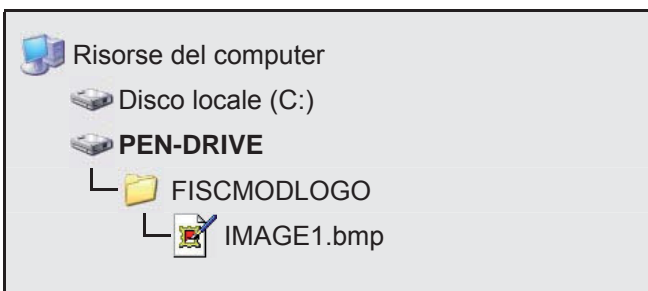 Risorse del computer
Disco locale (C:)
PEN-DRIVE
FISCMODLOGO
IMAGE1.bmp